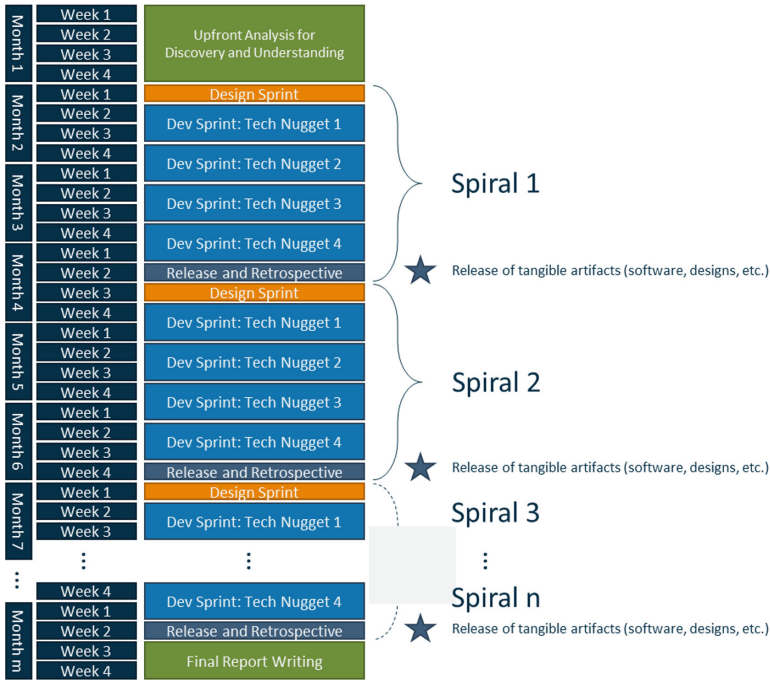 Month 1
Week 1
Week 2
Week 3
Week 4
Upfront Analysis for
Discovery and Understanding
Month 2
Week 1
Design Sprint
Week 2
Dev Sprint: Tech Nugget 1
Week 3
Week 4
Dev Sprint: Tech Nugget 2
Month 3
Week 1
Week 2
Dev Sprint: Tech Nugget 3
Week 3
Week 4
Dev Sprint: Tech Nugget 4
Month 4
Week 1
Week 2
Release and Retrospective
Spiral 1
Release of tangible artifacts (software, designs, etc.)
Week 3
Design Sprint
Week 4
Dev Sprint: Tech Nugget 1
Month 5
Week 1
Week 2
Dev Sprint: Tech Nugget 2
Week 3
Week 4
Dev Sprint: Tech Nugget 3
Month 6
Week 1
Week 2
Dev Sprint: Tech Nugget 4
Week 3
Week 4
Release and Retrospective
Spiral 2
Release of tangible artifacts (software, designs, etc.)
Month 7
Week 1
Design Sprint
Week 2
Dev Sprint: Tech Nugget 1
Week 3
Spiral 3
...
...
...
...
Week 4
Dev Sprint: Tech Nugget 4
Spiral n
Month m
Week 1
Week 2
Release and Retrospective
Release of tangible artifacts (software, designs, etc.)
Week 3
Final Report Writing
Week 4